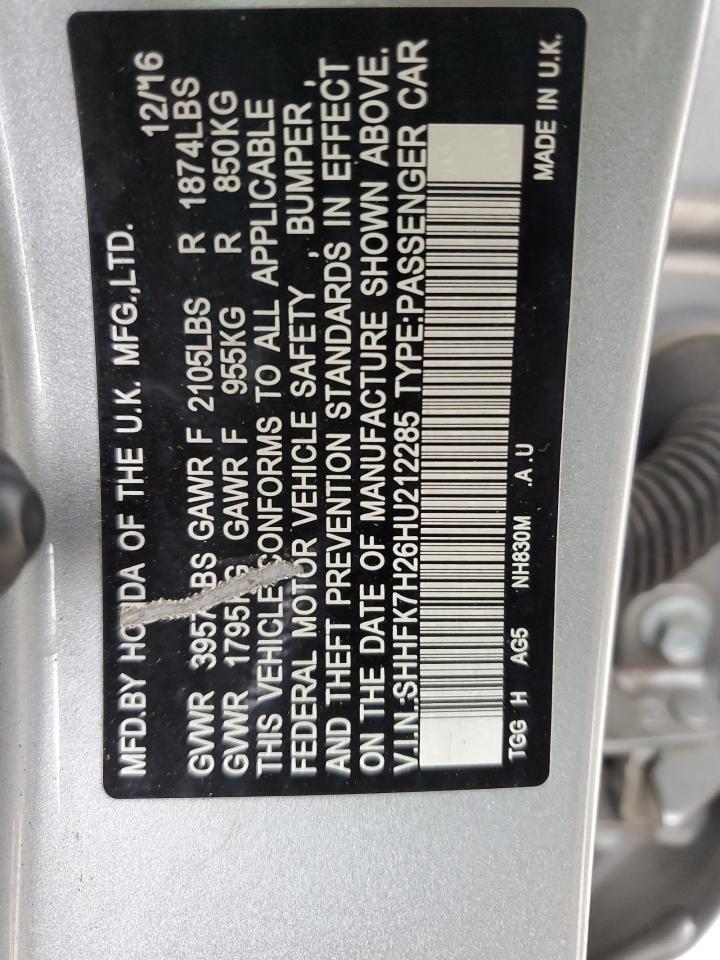 MFD.BY HONDA OF THE U.K. MFG.,LTD. 12/'16
GVWR 3957LBS GAWR F 2105LBS R 1874LBS
GVWR 1795KG GAWR F 955KG R 850KG
THIS VEHICLE CONFORMS TO ALL APPLICABLE
FEDERAL MOTOR VEHICLE SAFETY , BUMPER ,
AND THEFT PREVENTION STANDARDS IN EFFECT
ON THE DATE OF MANUFACTURE SHOWN ABOVE.
V.I.N.:SHHFK7H26HU212285 TYPE:PASSENGER CAR
TGG H AG5 NH830M .A.U MADE IN U.K.